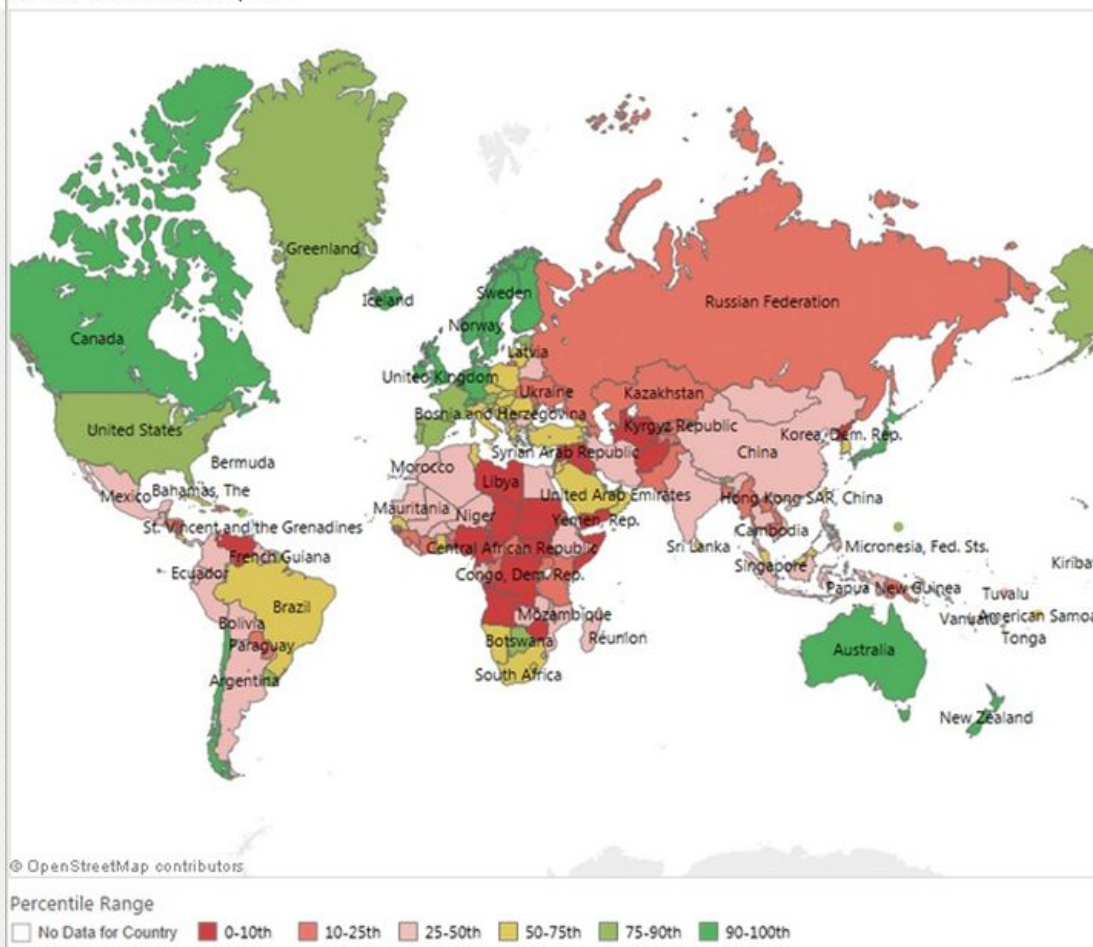 Greenland
Iceland
Sweden
Russian Federation
Norway
Canada
Latvia
United Kingdom
Ukraine
Kazakhstan
Bosnia and Herzegovina
United States
Kyrgyz Republic
Korea, Dem. Rep.
Syrian Arab Republic
China
Bermuda
Morocco
Libya
Mexico
Bahamas, The
United Arab Emirates
Hong Kong SAR, China
Mauritania
Niger
Yemen, Rep.
St. Vincent and the Grenadines
Cambodia
Central African Republic
Sri Lanka
Micronesia, Fed. Sts.
French Guiana
Singapore
Kiriba
Ecuador
Congo, Dem. Rep.
Papua New Guinea
Tuvalu
Brazil
Mozambique
American Samoa
Bolivia
Vanuatu
Botswana
Réunion
Tonga
Paraguay
Australia
South Africa
Argentina
New Zealand
© OpenStreetMap contributors
Percentile Range
No Data for Country 0-10th 10-25th 25-50th 50-75th 75-90th 90-100th